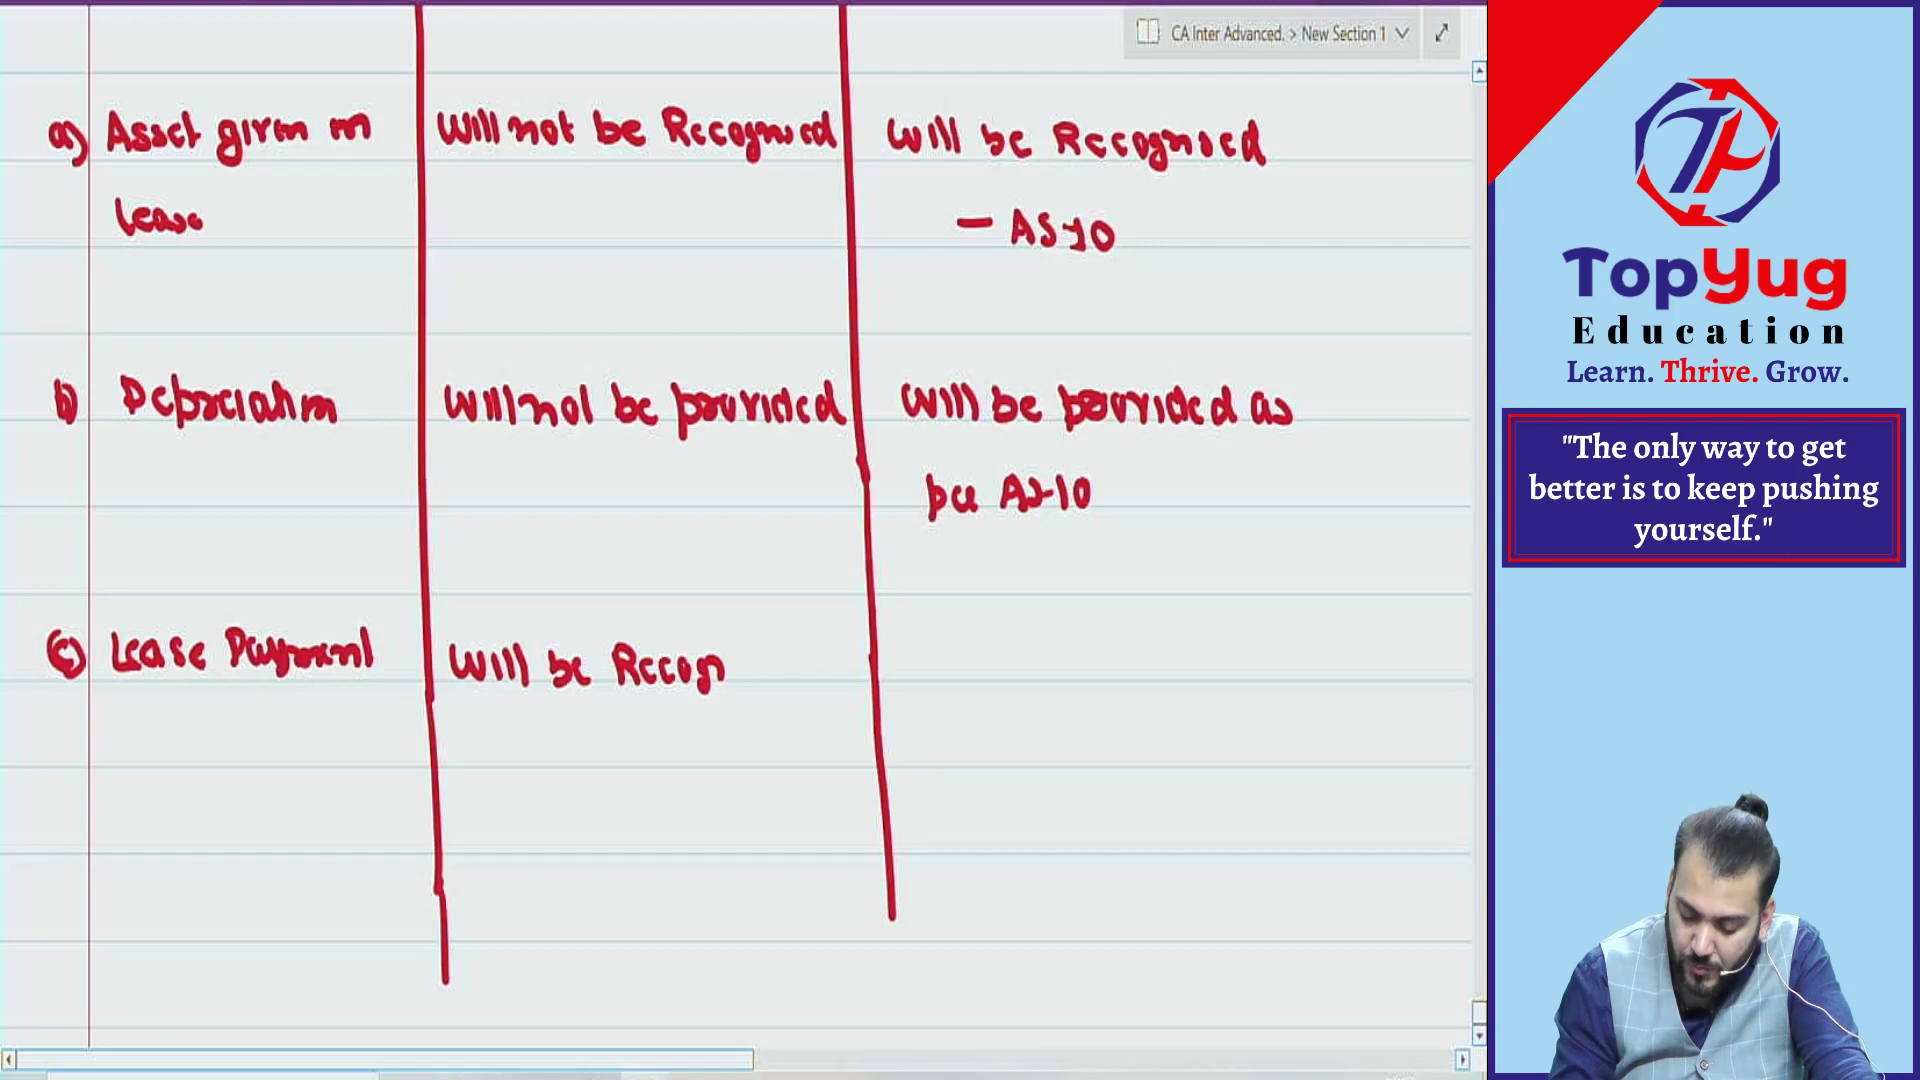 CA Inter Advanced. > New Section 1
a) Asset given on lease
Will not be Recognised
Will be Recognised
- AS 10
b) Depreciation
Will not be provided
Will be provided as
per AS-10
c) Lease Payment
Will be Recogn
TopYug
Education
Learn. Thrive. Grow.
"The only way to get
better is to keep pushing
yourself."